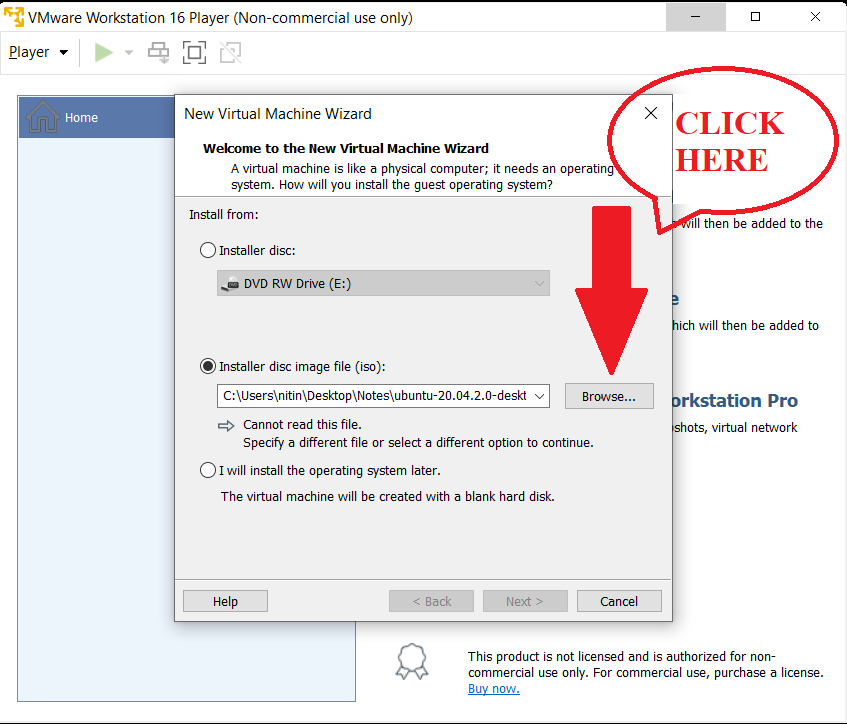 VMware Workstation 16 Player (Non-commercial use only)
Player
Home
New Virtual Machine Wizard
CLICK
HERE
Welcome to the New Virtual Machine Wizard
A virtual machine is like a physical computer; it needs an operating
system. How will you install the guest operating system?
Install from:
will then be added to the
Installer disc:
DVD RW Drive (E:)
which will then be added to
Installer disc image file (iso):
C:\Users\nitin\Desktop\Notes\ubuntu-20.04.2.0-deskt
Browse...
orkstation Pro
Cannot read this file.
Specify a different file or select a different option to continue.
pshots, virtual network
I will install the operating system later.
The virtual machine will be created with a blank hard disk.
Help
< Back
Next >
Cancel
This product is not licensed and is authorized for non-
commercial use only. For commercial use, purchase a license.
Buy now.